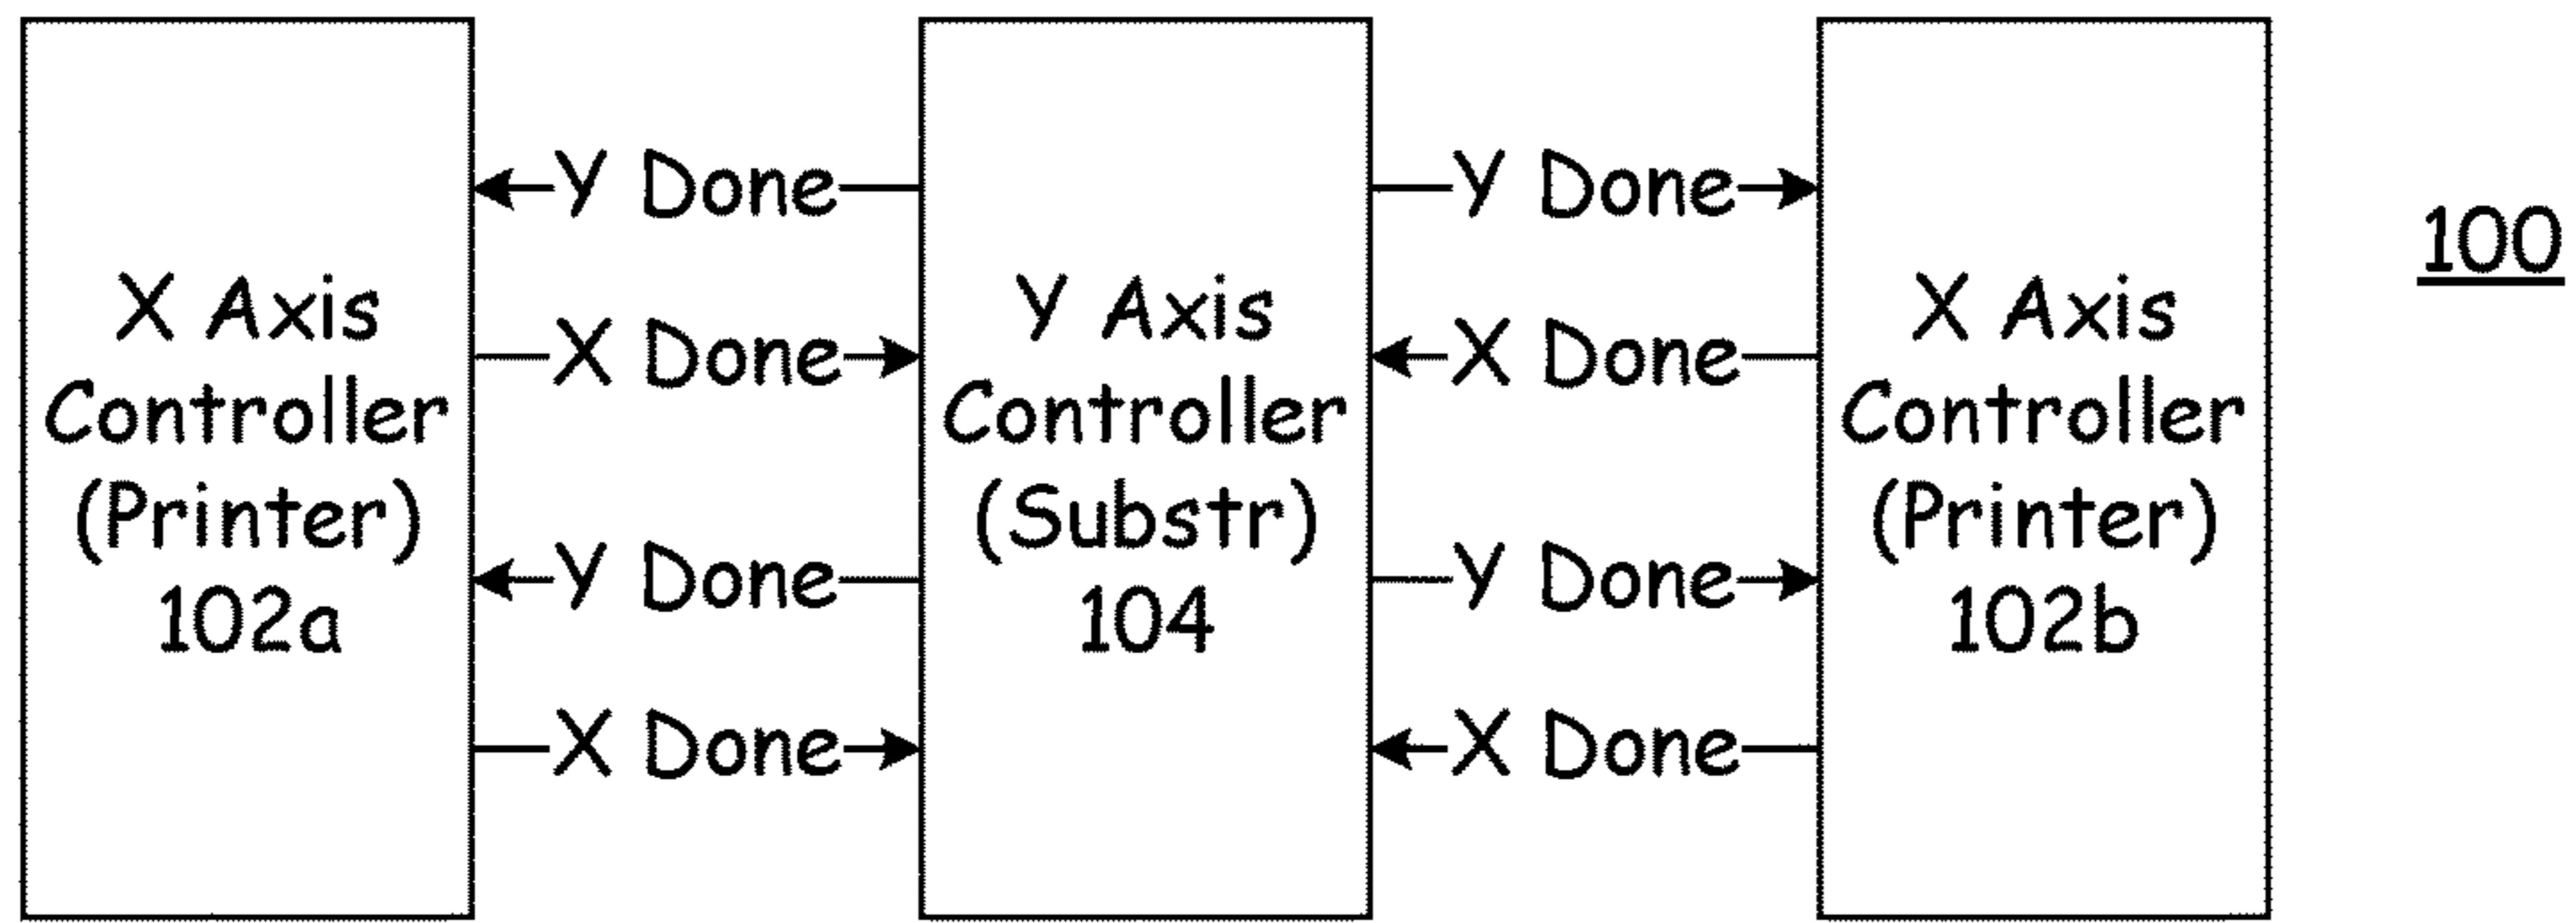 X Axis
Controller
(Printer)
102a
Y Done
X Done
Y Done
X Done
Y Axis
Controller
(Substr)
104
Y Done
X Done
Y Done
X Done
X Axis
Controller
(Printer)
102b
100